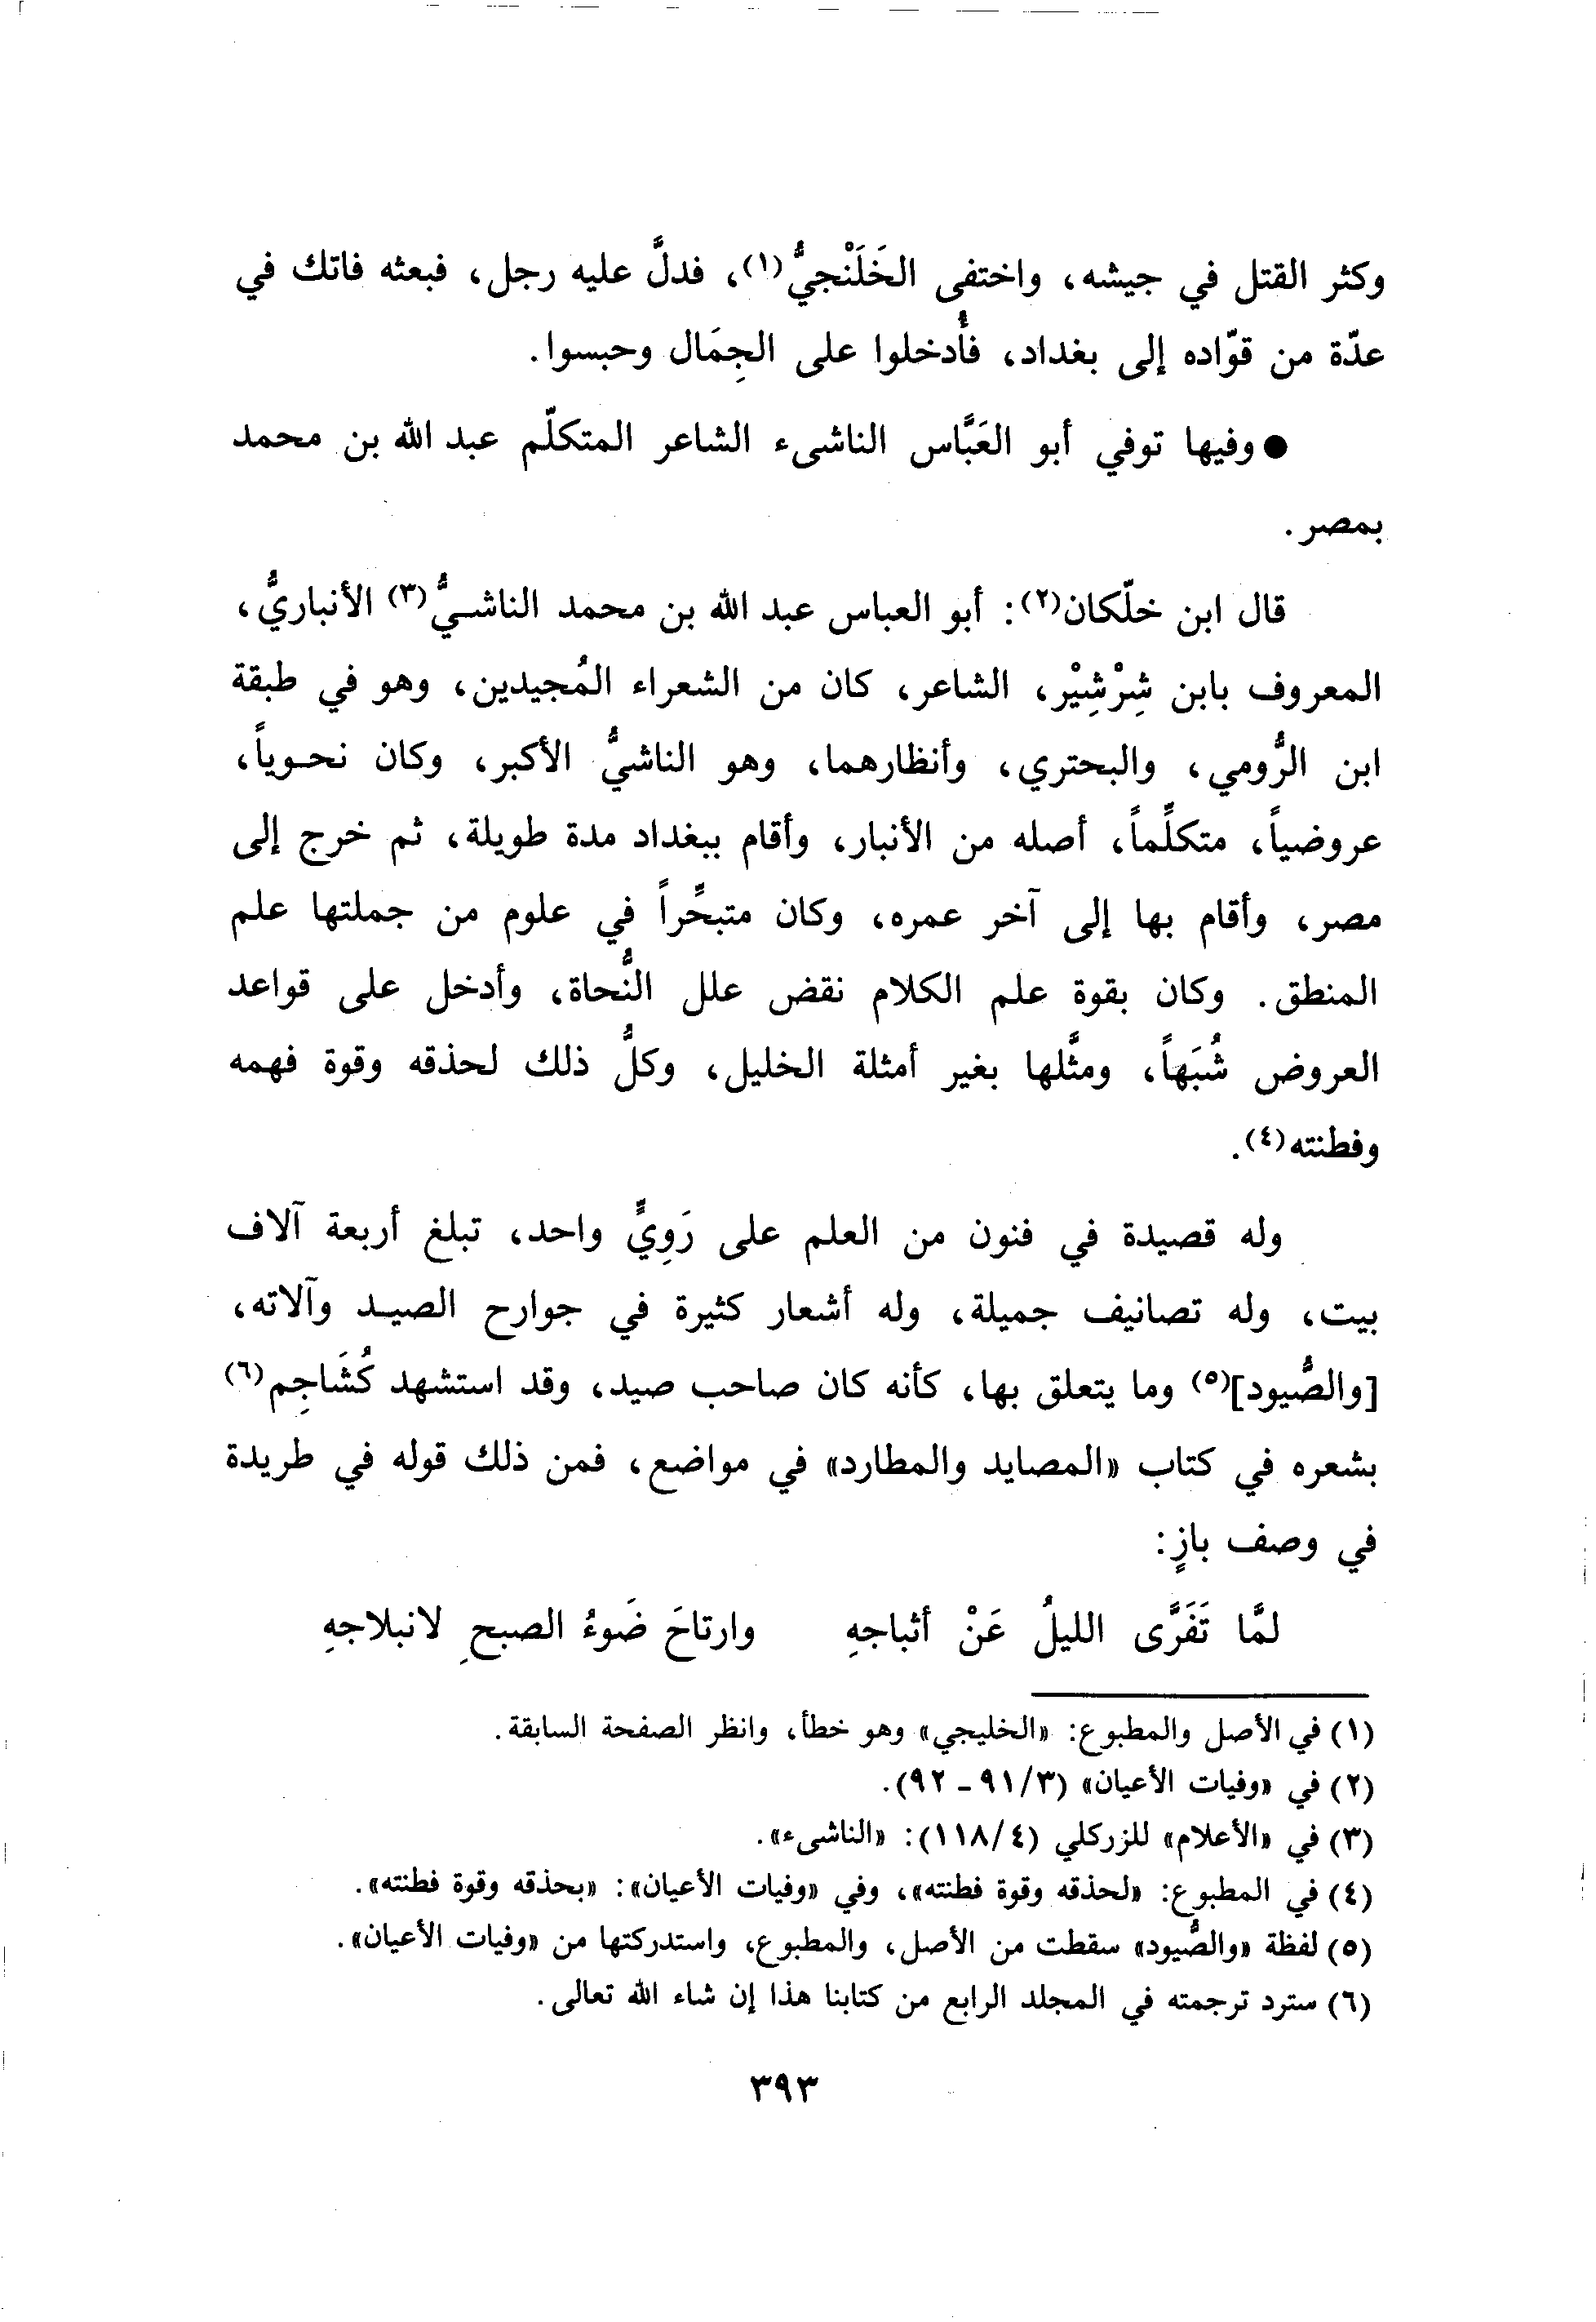 وكثر القتل في جيشه، واختفى الخَلَنْجيُّ(١)، فدلَّ عليه رجل، فبعثه فاتك في
عدّة من قوّاده إلى بغداد، فأُدخلوا على الجِمَال وحبسوا.
● وفيها توفي أبو العَبَّاس الناشىء الشاعر المتكلّم عبد الله بن محمد
بمصر.
قال ابن خلّكان(٢): أبو العباس عبد الله بن محمد الناشيُّ(٣) الأنباريُّ،
المعروف بابن شِرْشِيْر، الشاعر، كان من الشعراء المُجيدين، وهو في طبقة
ابن الرُّومي، والبحتري، وأنظارهما، وهو الناشيُّ الأكبر، وكان نحوياً،
عروضياً، متكلِّماً، أصله من الأنبار، وأقام ببغداد مدة طويلة، ثم خرج إلى
مصر، وأقام بها إلى آخر عمره، وكان متبحِّراً في علوم من جملتها علم
المنطق. وكان بقوة علم الكلام نقض علل النُّحاة، وأدخل على قواعد
العروض شُبَهاً، ومثَّلها بغير أمثلة الخليل، وكلُّ ذلك لحذقه وقوة فهمه
وفطنته(٤).
وله قصيدة في فنون من العلم على رَوِيٍّ واحد، تبلغ أربعة آلاف
بيت، وله تصانيف جميلة، وله أشعار كثيرة في جوارح الصيد وآلاته،
[والصُّيود](٥) وما يتعلق بها، كأنه كان صاحب صيد، وقد استشهد كُشَاجِم(٦)
بشعره في كتاب «المصايد والمطارد» في مواضع، فمن ذلك قوله في طريدة
في وصف بازٍ:
لمَّا تَفَرَّى الليلُ عَنْ أثباجهِ وارتاحَ ضَوءُ الصبحِ لانبلاجهِ
(١) في الأصل والمطبوع: «الخليجي» وهو خطأ، وانظر الصفحة السابقة.
(٢) في «وفيات الأعيان» (٩١/٣ - ٩٢).
(٣) في «الأعلام» للزركلي (١١٨/٤): «الناشىء».
(٤) في المطبوع: «لحذقه وقوة فطنته»، وفي «وفيات الأعيان»: «بحذقه وقوة فطنته».
(٥) لفظة «والصُّيود» سقطت من الأصل، والمطبوع، واستدركتها من «وفيات الأعيان».
(٦) سترد ترجمته في المجلد الرابع من كتابنا هذا إن شاء الله تعالى.
٣٩٣